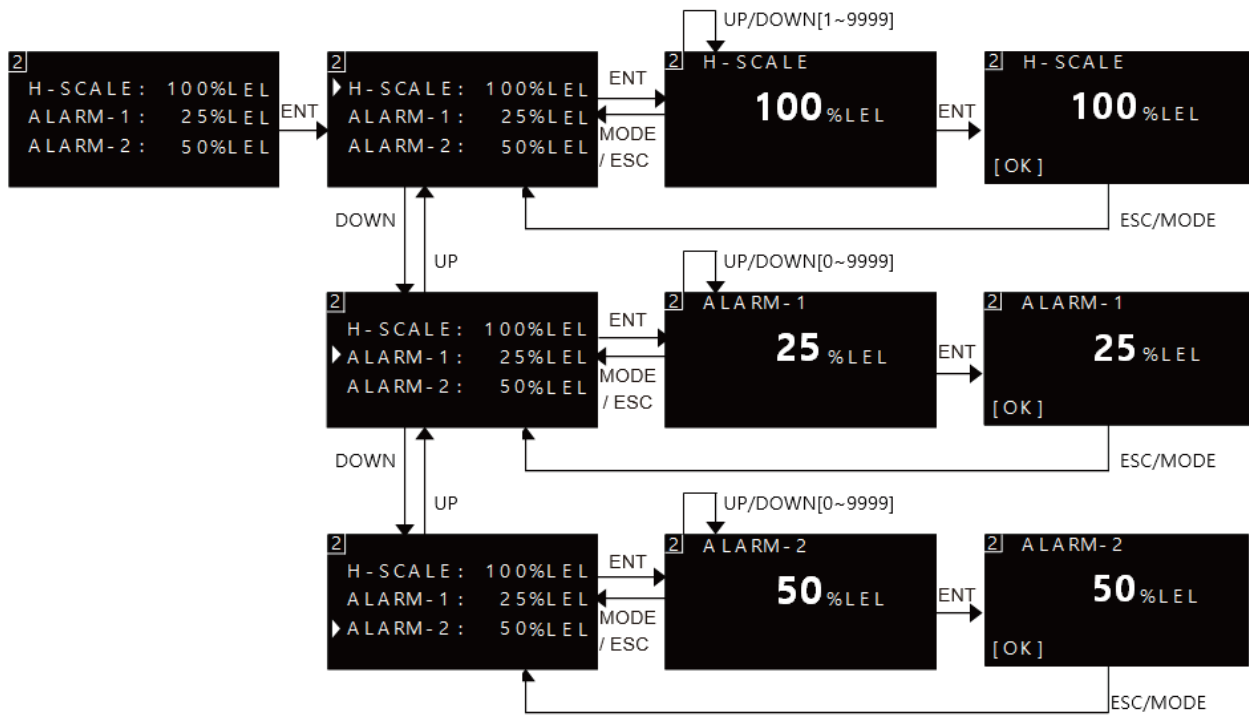 UP/DOWN[1~9999]
2
H-SCALE: 100%LEL
ALARM-1: 25%LEL
ALARM-2: 50%LEL
ENT
2
H-SCALE: 100%LEL
ALARM-1: 25%LEL
ALARM-2: 50%LEL
ENT
MODE
/ ESC
2 H-SCALE
100 %LEL
ENT
2 H-SCALE
100 %LEL
[OK]
DOWN
UP
ESC/MODE
UP/DOWN[0~9999]
2
H-SCALE: 100%LEL
ALARM-1: 25%LEL
ALARM-2: 50%LEL
ENT
MODE
/ ESC
2 ALARM-1
25 %LEL
ENT
2 ALARM-1
25 %LEL
[OK]
DOWN
UP
ESC/MODE
UP/DOWN[0~9999]
2
H-SCALE: 100%LEL
ALARM-1: 25%LEL
ALARM-2: 50%LEL
ENT
MODE
/ ESC
2 ALARM-2
50 %LEL
ENT
2 ALARM-2
50 %LEL
[OK]
ESC/MODE